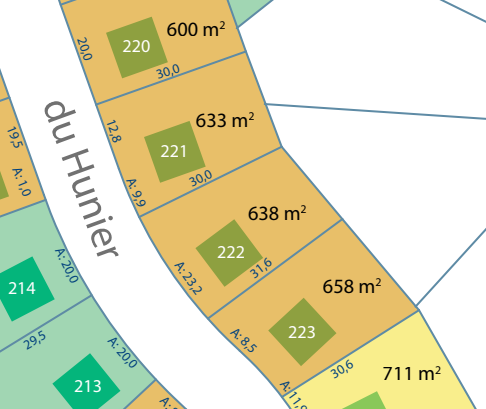 600 m²
220
20,0
30,0
633 m²
12,8
221
19,5
A: 1,0
30,0
A: 9,9
du Hunier
638 m²
222
31,6
A: 23,2
A: 20,0
214
658 m²
223
A: 8,5
29,5
A: 20,0
30,6
711 m²
213